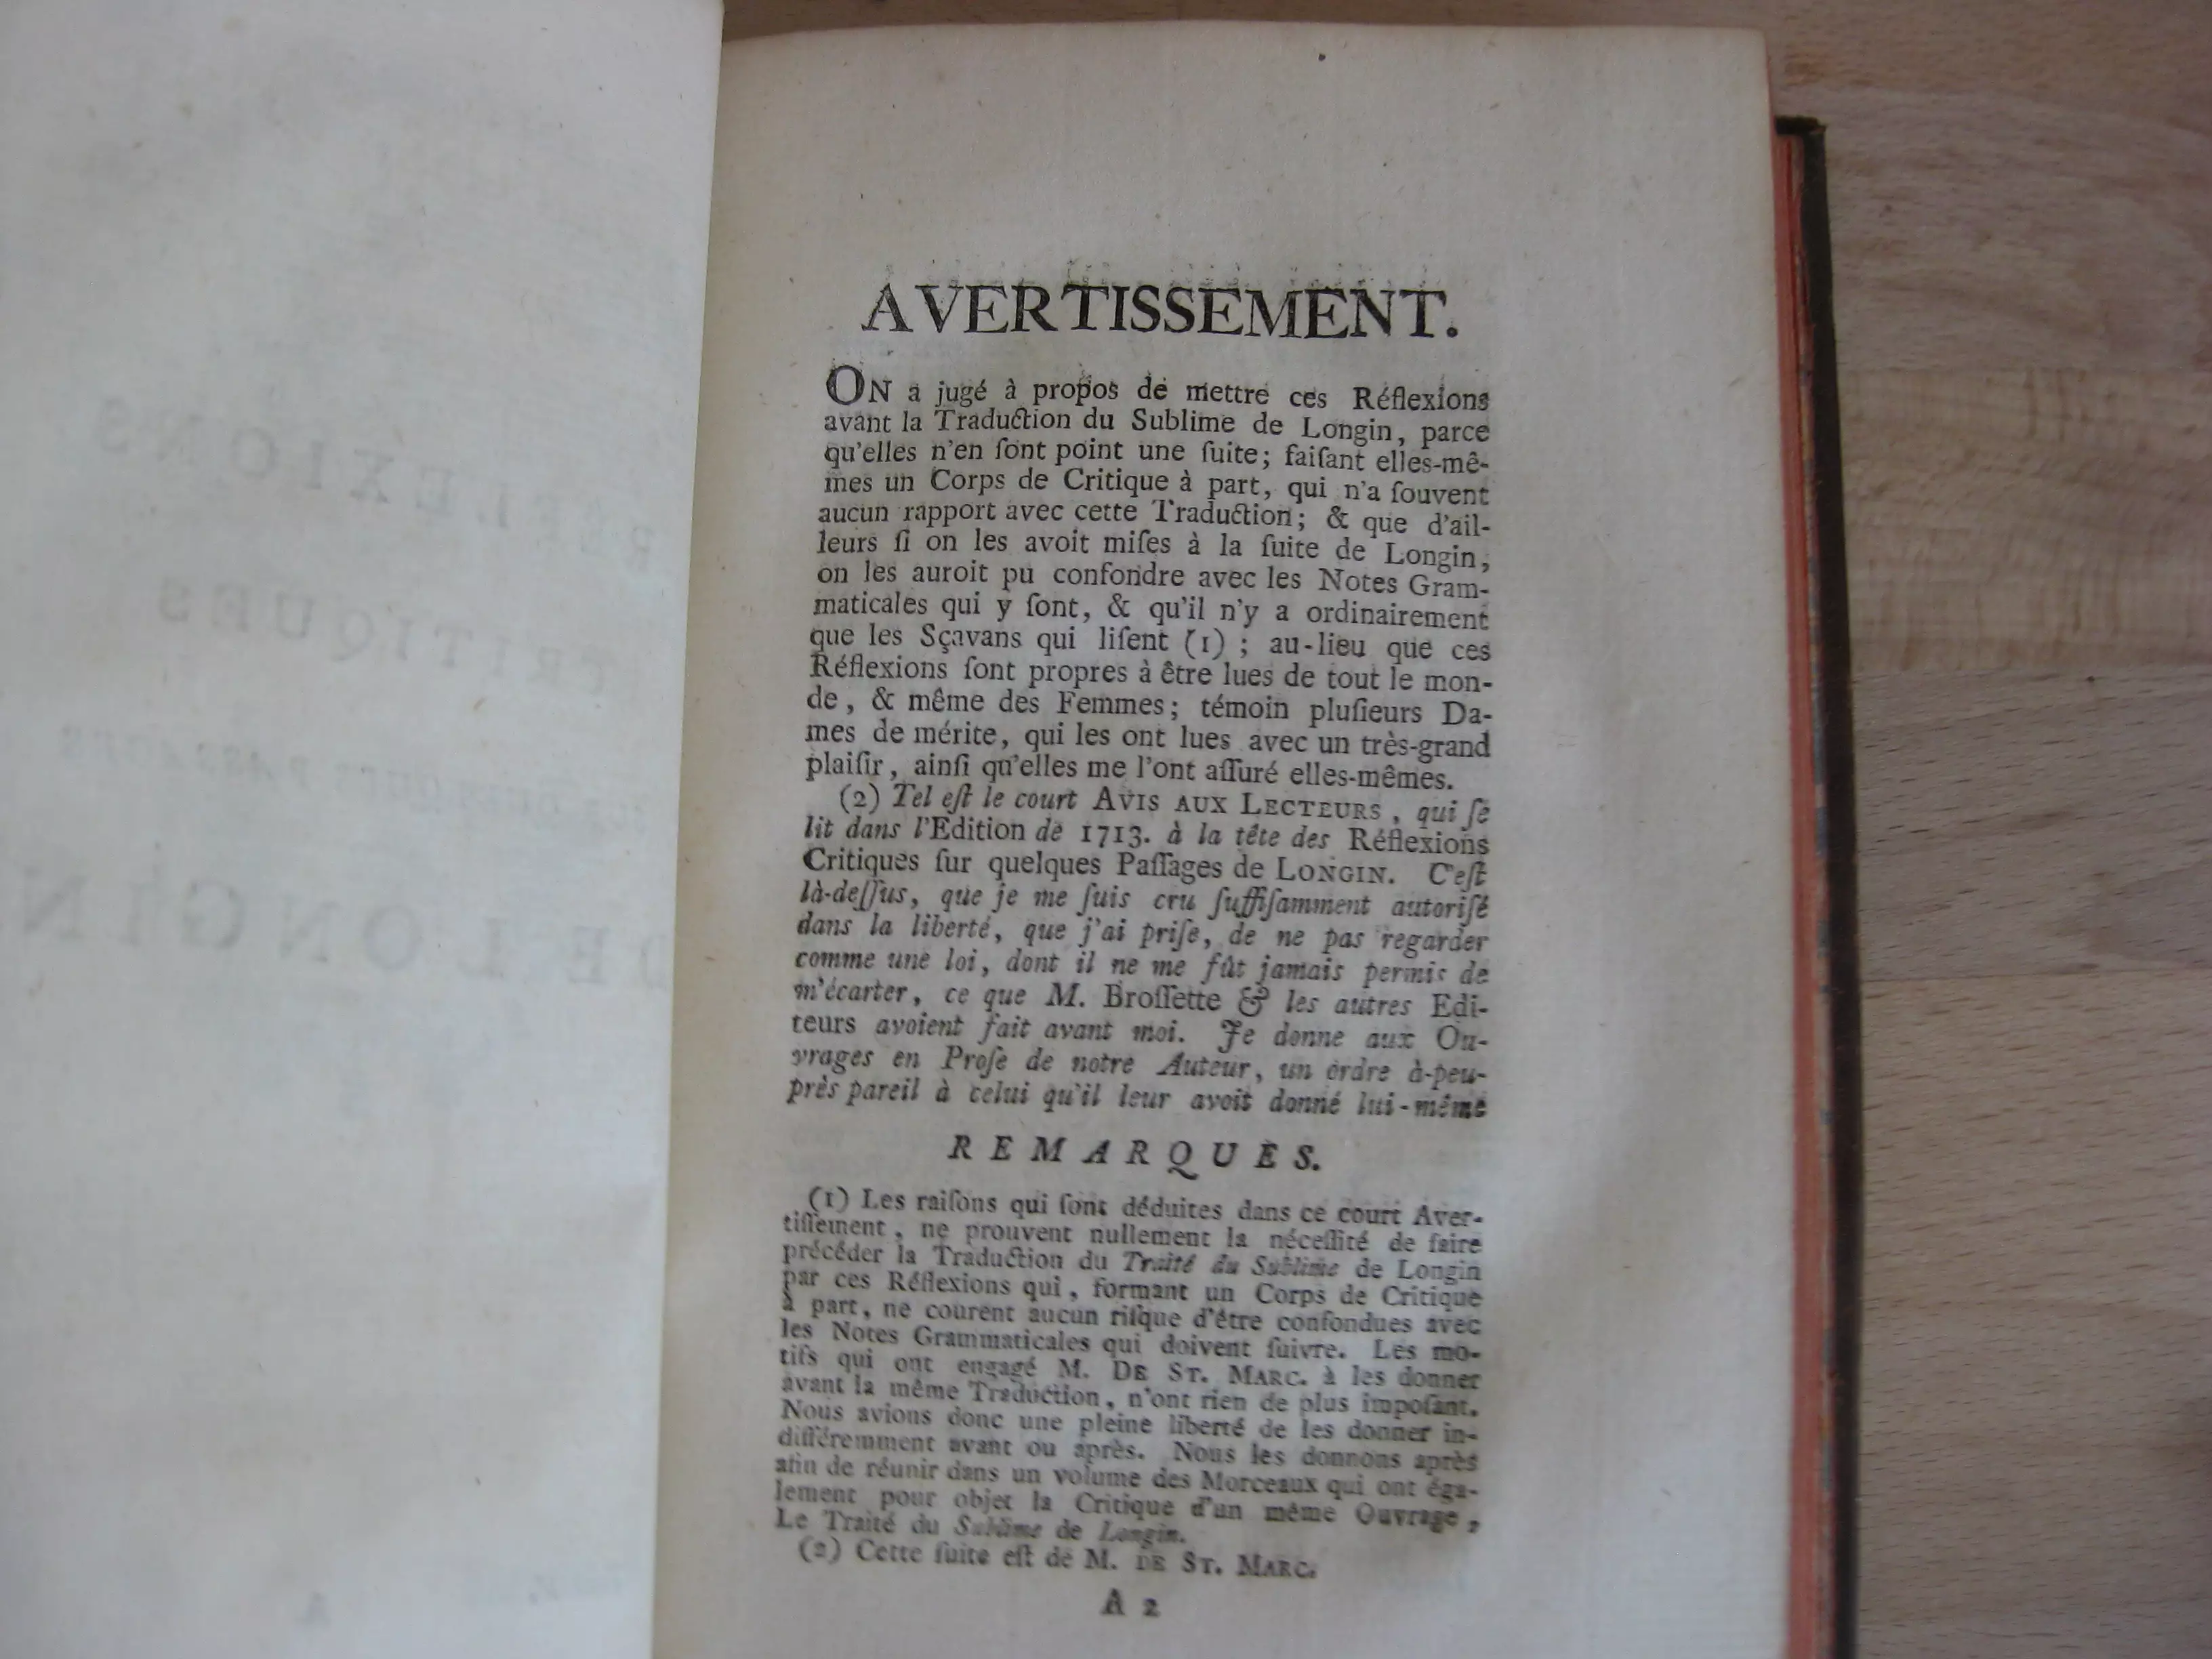 AVERTISSEMENT.
ON a jugé à propos de mettre ces Réflexions
avant la Traduction du Sublime de Longin, parce
qu'elles n'en ſont point une ſuite; faiſant elles-mê-
mes un Corps de Critique à part, qui n'a ſouvent
aucun rapport avec cette Traduction; & que d'ail-
leurs ſi on les avoit miſes à la ſuite de Longin,
on les auroit pu confondre avec les Notes Gram-
maticales qui y ſont, & qu'il n'y a ordinairement
que les Sçavans qui liſent (1) ; au-lieu que ces
Réflexions ſont propres à être lues de tout le mon-
de, & même des Femmes; témoin pluſieurs Da-
mes de mérite, qui les ont lues avec un très-grand
plaiſir, ainſi qu'elles me l'ont aſſuré elles-mêmes.
(2) Tel eſt le court AVIS AUX LECTEURS, qui ſe
lit dans l'Edition de 1713. à la tête des Réflexions
Critiques ſur quelques Paſſages de LONGIN. C'eſt
là-deſſus, que je me ſuis cru ſuffiſamment autoriſé
dans la liberté, que j'ai priſe, de ne pas regarder
comme une loi, dont il ne me fût jamais permis de
m'écarter, ce que M. Broſſette & les autres Edi-
teurs avoient fait avant moi. Je donne aux Ou-
vrages en Proſe de notre Auteur, un ordre à-peu-
près pareil à celui qu'il leur avoit donné lui-même
REMARQUES.
(1) Les raiſons qui ſont déduites dans ce court Aver-
tiſſement, ne prouvent nullement la néceſſité de faire
précéder la Traduction du Traité du Sublime de Longin
par ces Réflexions qui, formant un Corps de Critique
à part, ne courent aucun riſque d'être confondues avec
les Notes Grammaticales qui doivent ſuivre. Les mo-
tifs qui ont engagé M. DE ST. MARC. à les donner
avant la même Traduction, n'ont rien de plus impoſant.
Nous avions donc une pleine liberté de les donner in-
différemment avant ou après. Nous les donnons après
afin de réunir dans un volume des Morceaux qui ont éga-
lement pour objet la Critique d'un même Ouvrage,
Le Traité du Sublime de Longin.
(2) Cette ſuite eſt de M. DE ST. MARC.
A 2